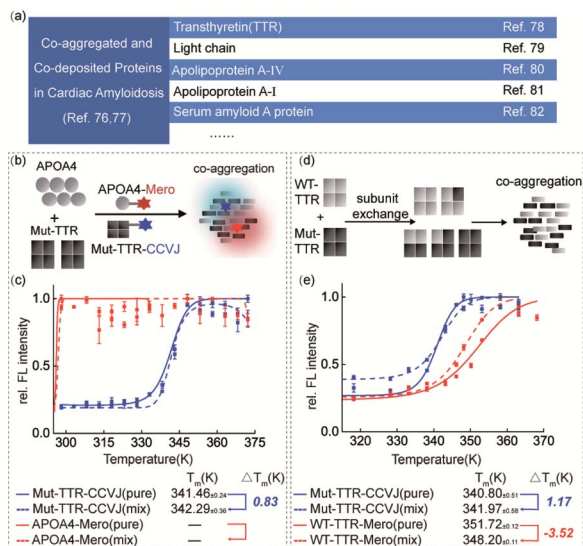 (a)
Co-aggregated and
Co-deposited Proteins
in Cardiac Amyloidosis
(Ref. 76,77)
Transthyretin(TTR) Ref. 78
Light chain Ref. 79
Apolipoprotein A-IV Ref. 80
Apolipoprotein A-I Ref. 81
Serum amyloid A protein Ref. 82
......
(b)
APOA4
+
Mut-TTR
APOA4-Mero
Mut-TTR-CCVJ
co-aggregation
(d)
WT-
TTR
+
Mut-
TTR
subunit
exchange
co-aggregation
(c)
rel. FL intensity
1.0
0.5
0.0
300 315 330 345 360 375
Temperature(K)
Tm(K) △Tm(K)
Mut-TTR-CCVJ(pure) 341.46±0.24
Mut-TTR-CCVJ(mix) 342.29±0.36
0.83
APOA4-Mero(pure) —
APOA4-Mero(mix) —
(e)
rel. FL intensity
1.0
0.5
0.0
320 330 340 350 360 370
Temperature(K)
Tm(K) △Tm(K)
Mut-TTR-CCVJ(pure) 340.80±0.51
Mut-TTR-CCVJ(mix) 341.97±0.58
1.17
WT-TTR-Mero(pure) 351.72±0.12
WT-TTR-Mero(mix) 348.20±0.11
-3.52